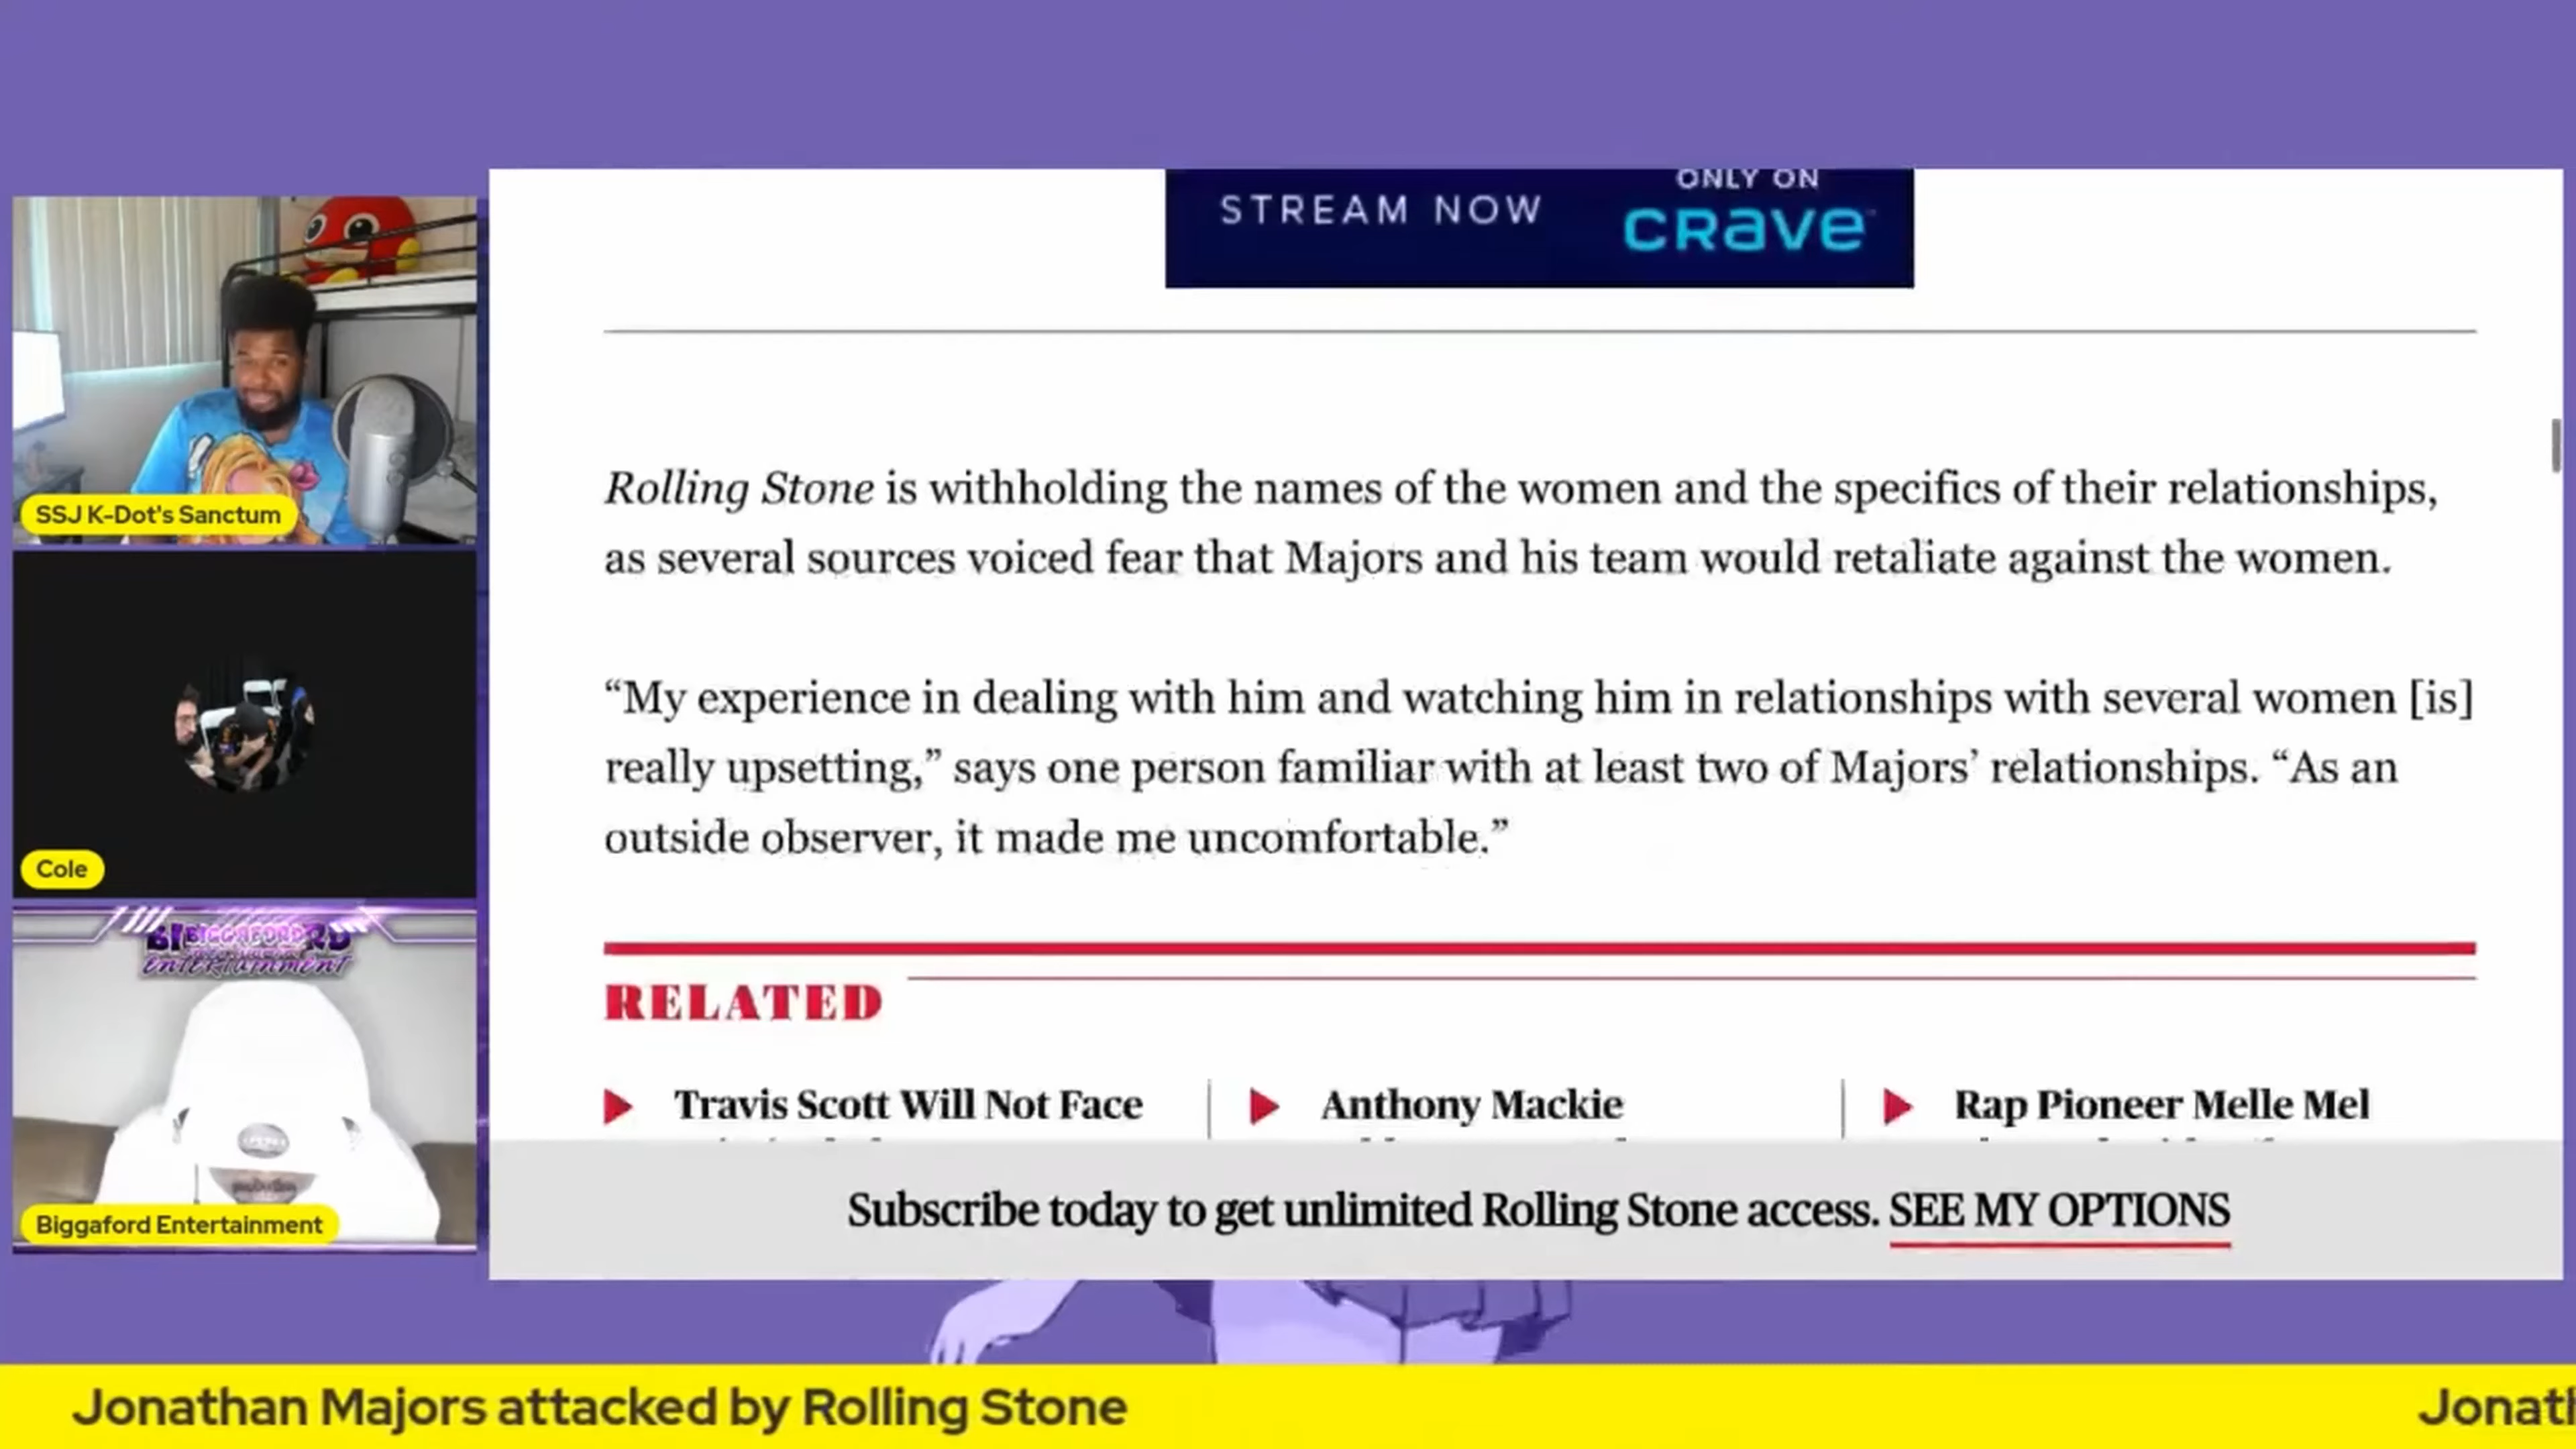 STREAM NOW
ONLY ON
crave
Rolling Stone is withholding the names of the women and the specifics of their relationships,
as several sources voiced fear that Majors and his team would retaliate against the women.
“My experience in dealing with him and watching him in relationships with several women [is]
really upsetting,” says one person familiar with at least two of Majors’ relationships. “As an
outside observer, it made me uncomfortable.”
RELATED
Travis Scott Will Not Face
Anthony Mackie
Rap Pioneer Melle Mel
Subscribe today to get unlimited Rolling Stone access. SEE MY OPTIONS
SSJ K-Dot's Sanctum
Cole
BIGGAFORD
Entertainment
Biggaford Entertainment
Jonathan Majors attacked by Rolling Stone